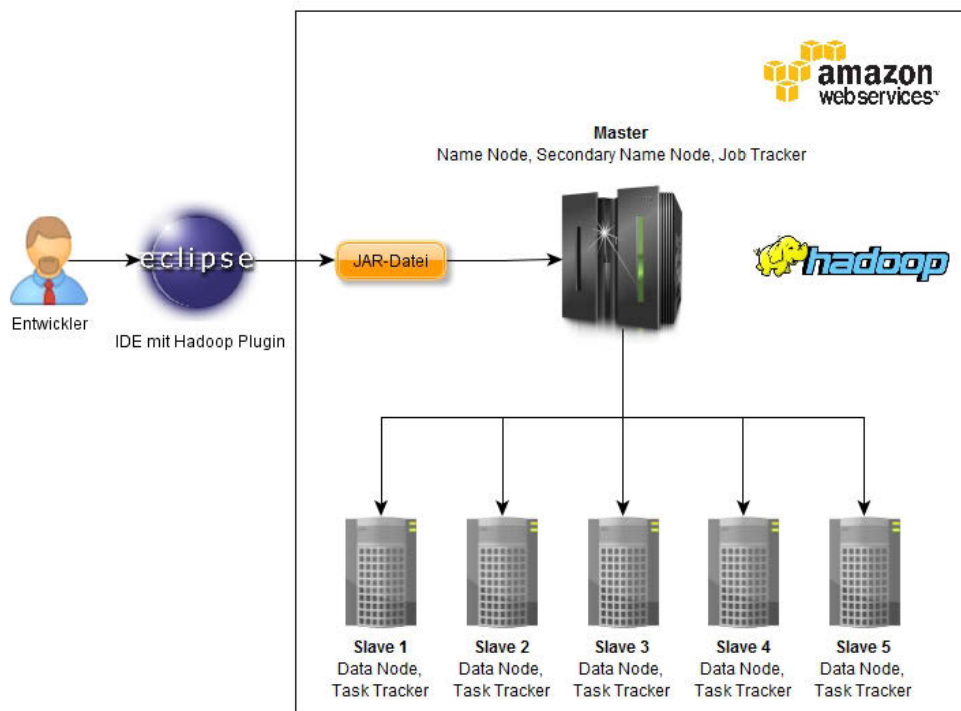 amazon
webservices™
Master
Name Node, Secondary Name Node, Job Tracker
eclipse
JAR-Datei
hadoop
Entwickler
IDE mit Hadoop Plugin
Slave 1
Data Node,
Task Tracker
Slave 2
Data Node,
Task Tracker
Slave 3
Data Node,
Task Tracker
Slave 4
Data Node,
Task Tracker
Slave 5
Data Node,
Task Tracker